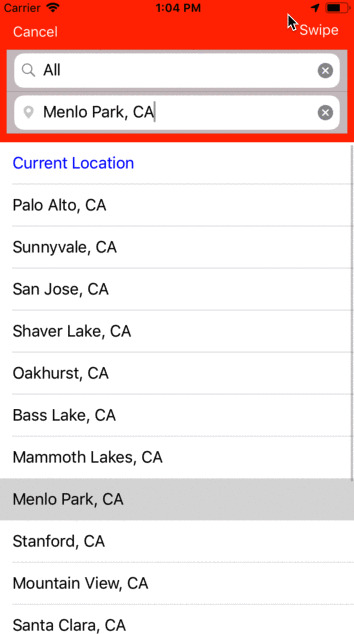 Carrier 1:04 PM
Cancel Swipe
All
Menlo Park, CA
Current Location
Palo Alto, CA
Sunnyvale, CA
San Jose, CA
Shaver Lake, CA
Oakhurst, CA
Bass Lake, CA
Mammoth Lakes, CA
Menlo Park, CA
Stanford, CA
Mountain View, CA
Santa Clara, CA